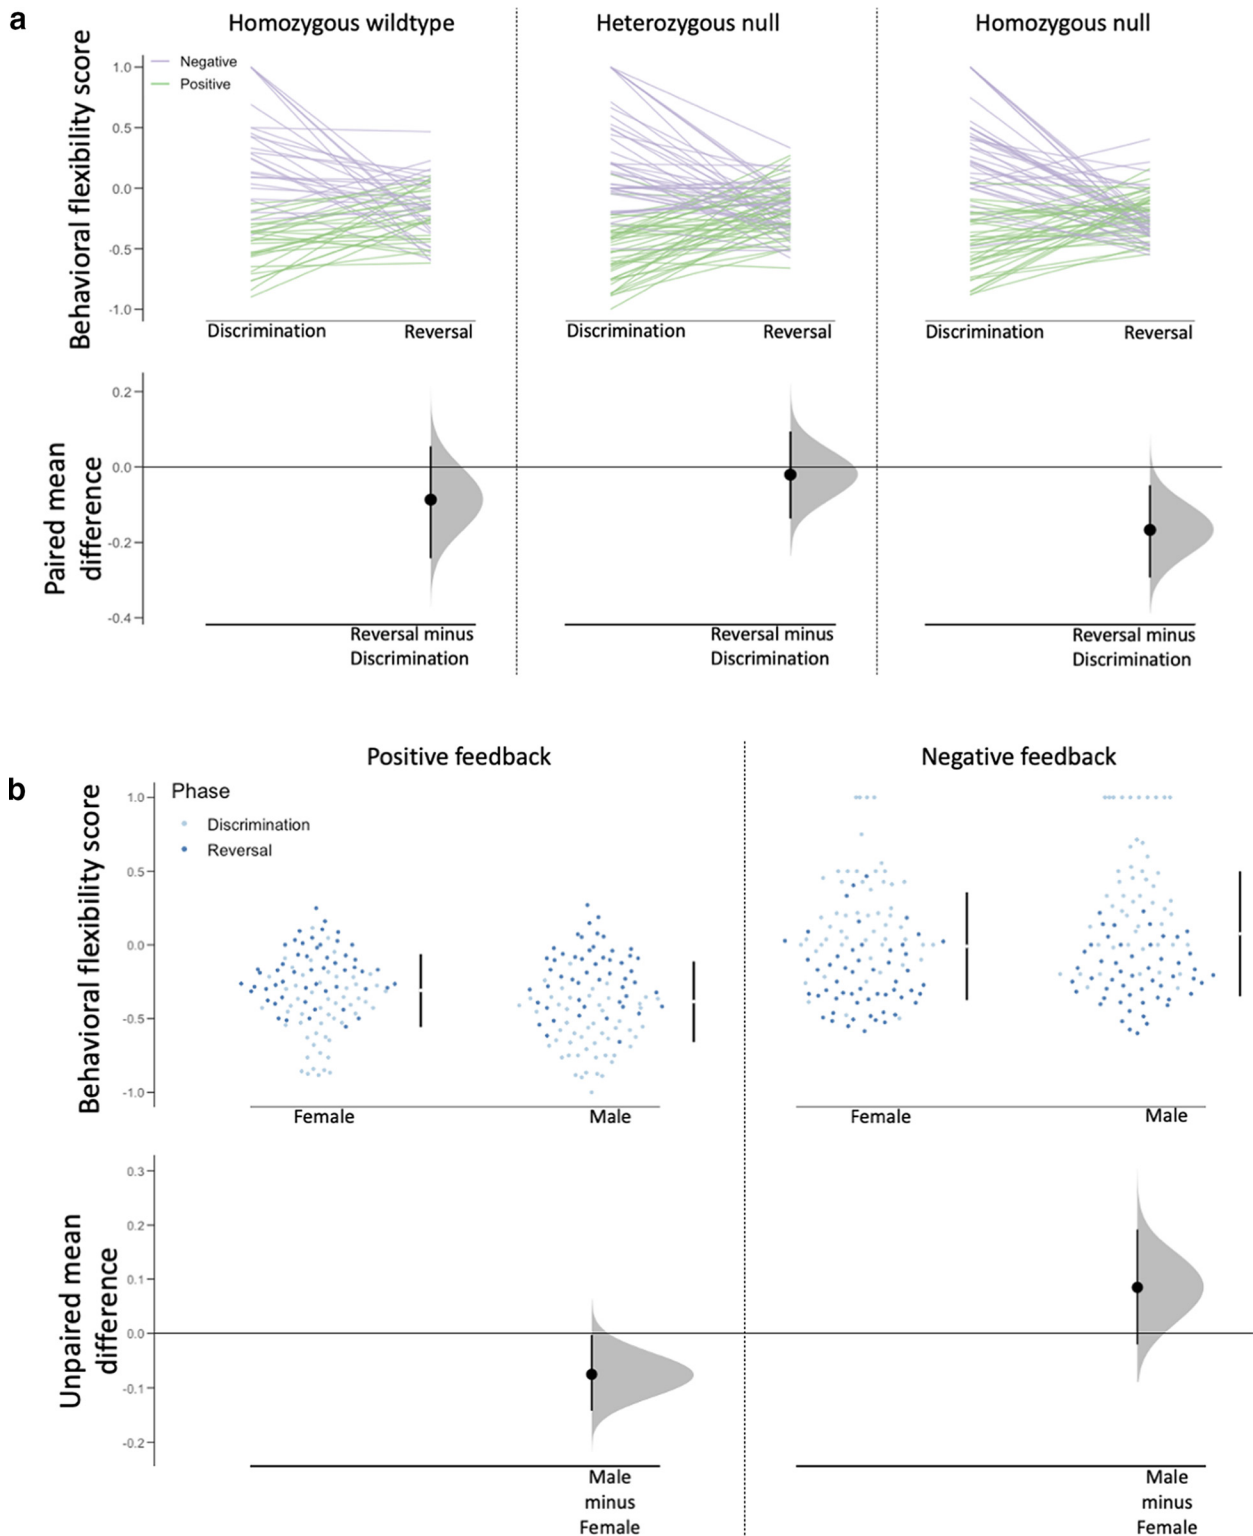 a
Homozygous wildtype
Heterozygous null
Homozygous null
Behavioral flexibility score
Negative
Positive
1.0
0.5
0.0
-0.5
-1.0
Discrimination
Reversal
Discrimination
Reversal
Discrimination
Reversal
Paired mean
difference
0.2
0.0
-0.2
-0.4
Reversal minus
Discrimination
Reversal minus
Discrimination
Reversal minus
Discrimination
b
Positive feedback
Negative feedback
Behavioral flexibility score
Phase
Discrimination
Reversal
1.0
0.5
0.0
-0.5
-1.0
Female
Male
Female
Male
Unpaired mean
difference
0.3
0.2
0.1
0.0
-0.1
-0.2
Male
minus
Female
Male
minus
Female